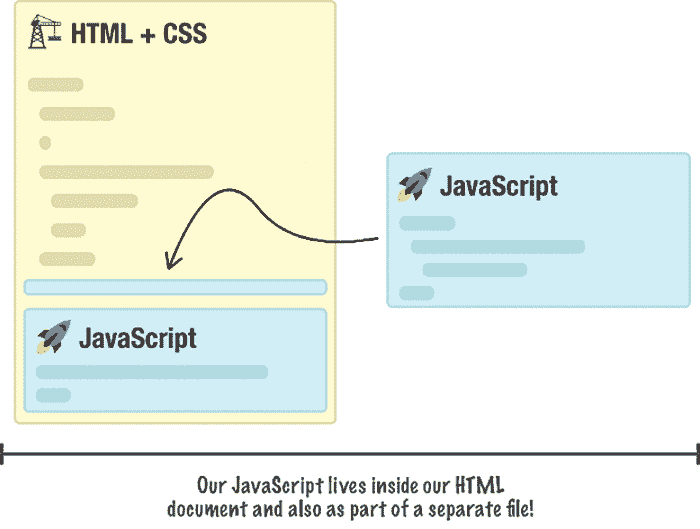 HTML + CSS
JavaScript
JavaScript
Our JavaScript lives inside our HTML
document and also as part of a separate file!